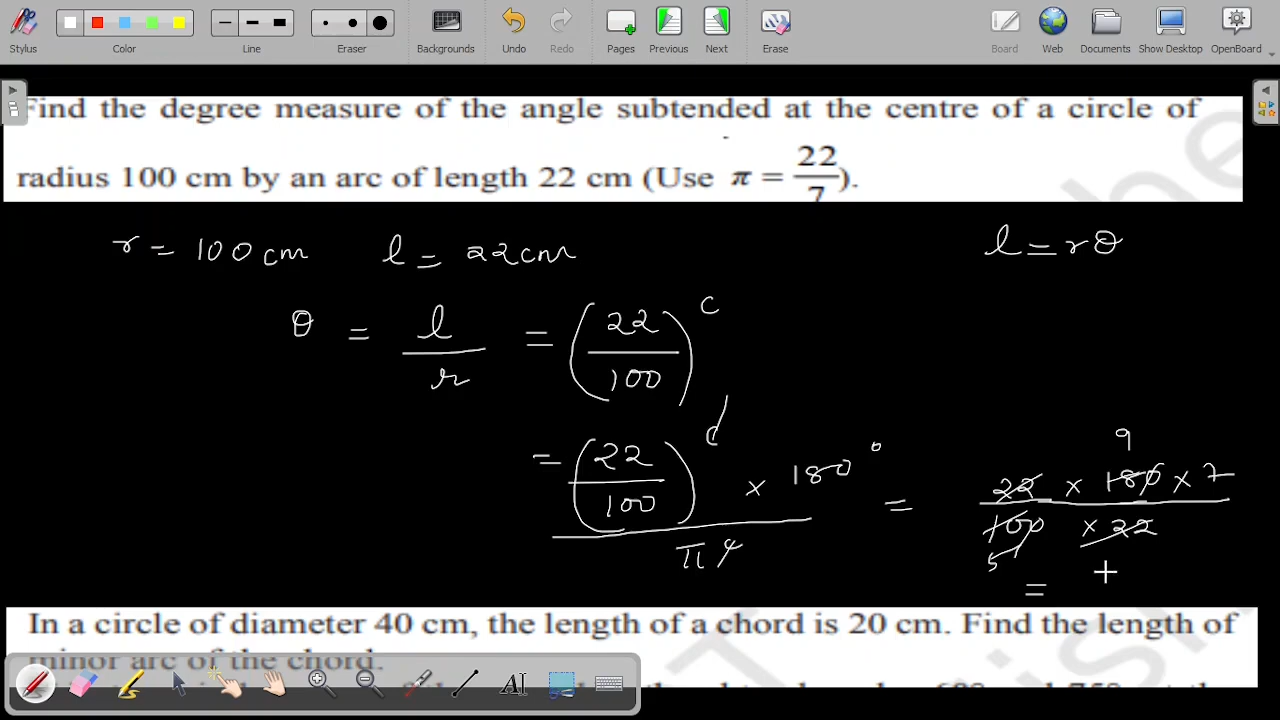 Stylus Color Line Eraser Backgrounds Undo Redo Pages Previous Next Erase Board Web Documents Show Desktop OpenBoard
Find the degree measure of the angle subtended at the centre of a circle of
radius 100 cm by an arc of length 22 cm (Use π = 22/7).
r = 100 cm l = 22 cm l = rθ
θ = l/r = (22/100)^c
= (22/100)^c × 180° / π^c = 22 × 180 × 7 / 100 × 22
9
5
=
In a circle of diameter 40 cm, the length of a chord is 20 cm. Find the length of
minor arc of the chord.